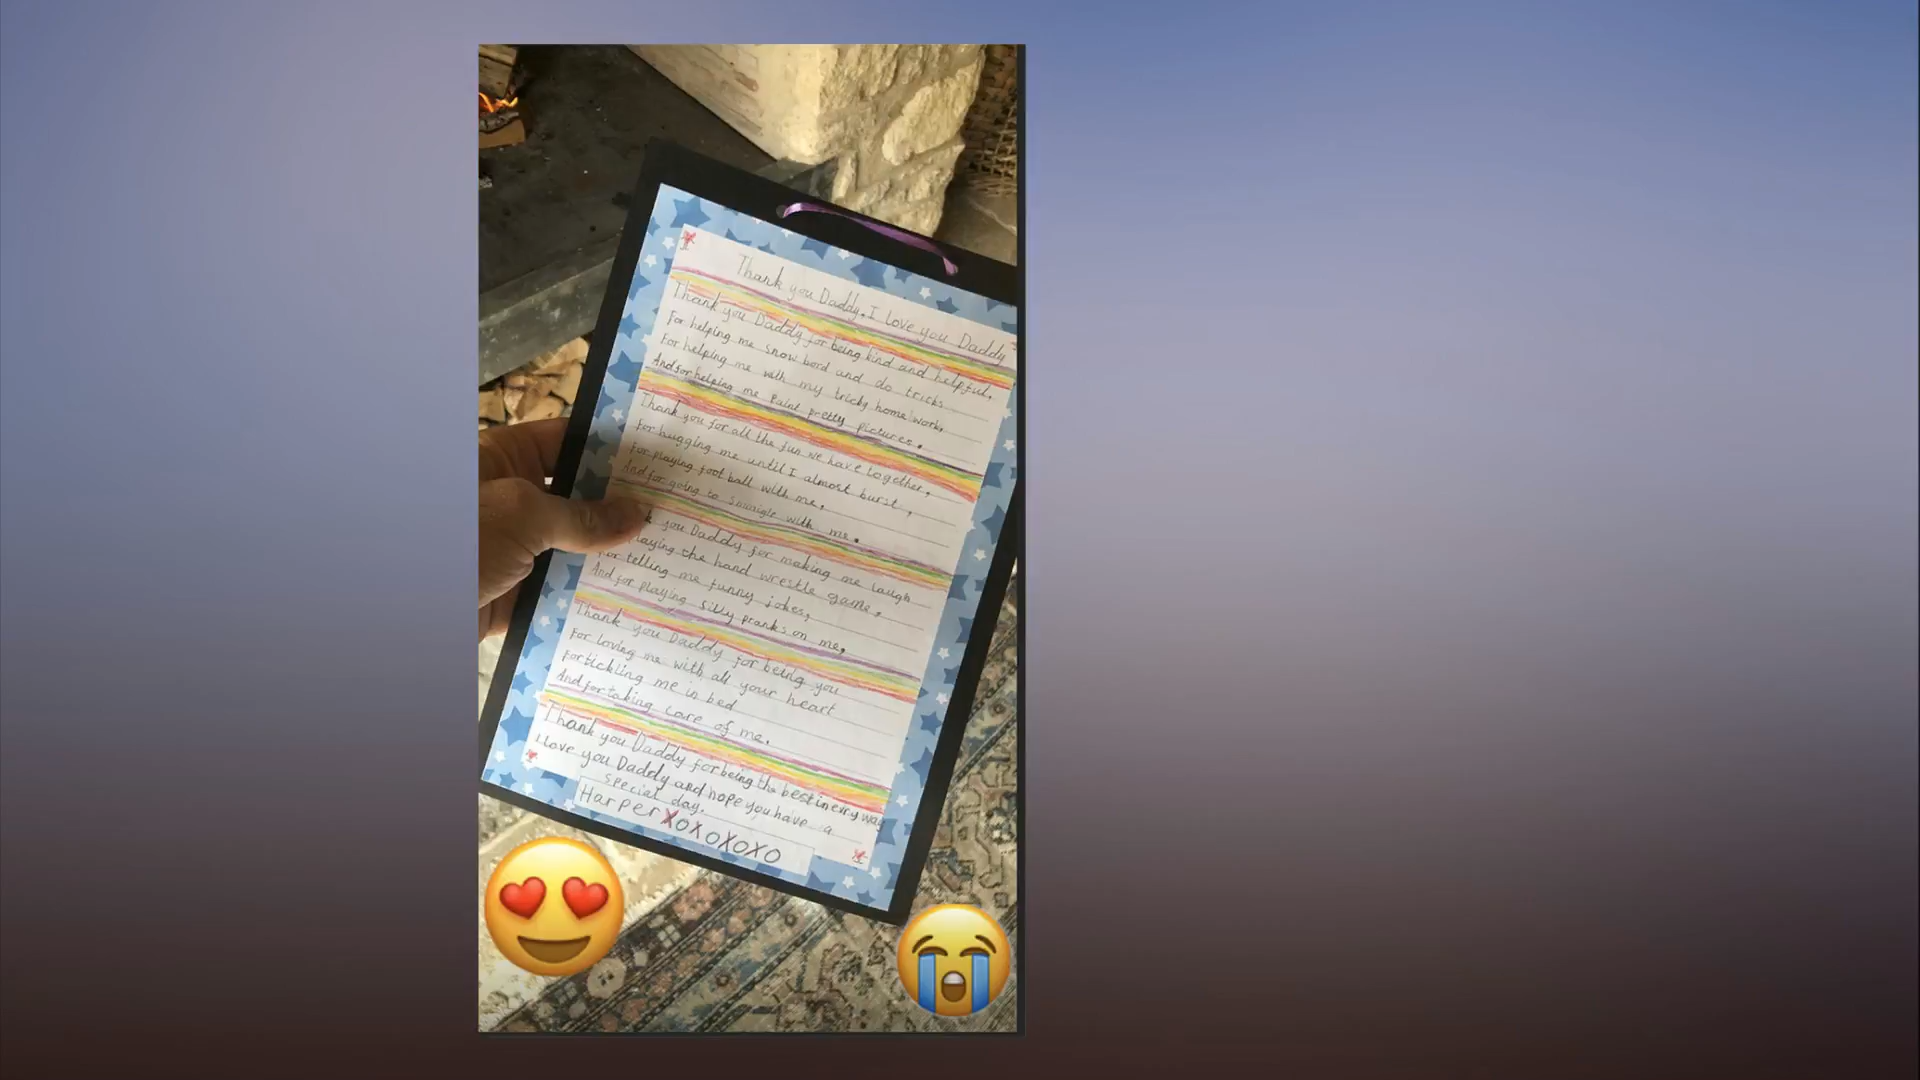 Thank you Daddy. I love you Daddy
Thank you Daddy for being kind and helpful,
For helping me snow bord and do tricks
For helping me with my tricky home work,
And for helping me Paint pretty pictures.
Thank you for all the fun we have together,
For hugging me until I almost burst,
For playing foot ball with me,
And for going to with me.
k you Daddy for making me laugh
laying the hand wrestle game,
For telling me funny jokes,
And for playing silly pranks on me,
Thank you Daddy for being you
For loving me with all your heart
For tickling me in bed
And for taking care of me.
Thank you Daddy for being the best in evry way
I love you Daddy and hope you have a
special day.
Harper XOXOXOXO